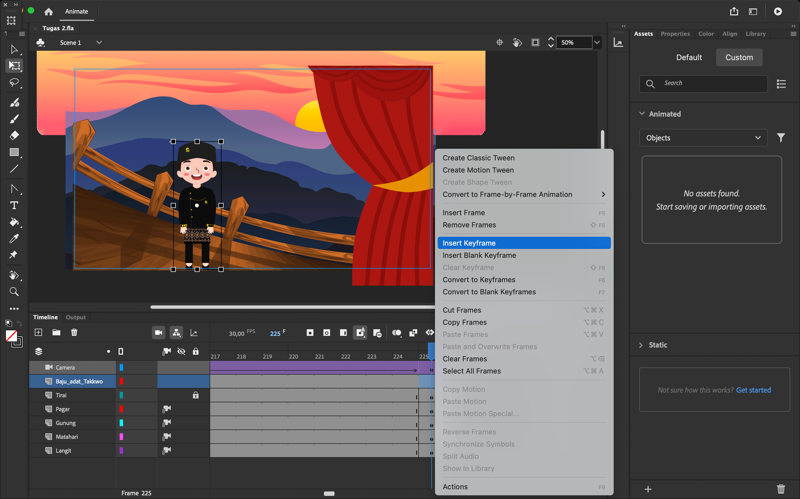 Animate
Tugas 2.fla
Scene 1
50%
Assets
Properties
Color
Align
Library
Default
Custom
Search
Animated
Objects
No assets found.
Start saving or importing assets.
Static
Not sure how this works? Get started
Create Classic Tween
Create Motion Tween
Create Shape Tween
Convert to Frame-by-Frame Animation
Insert Frame F5
Remove Frames ⇧ F5
Insert Keyframe
Insert Blank Keyframe
Clear Keyframe ⇧ F6
Convert to Keyframes F6
Convert to Blank Keyframes F7
Cut Frames ⌥⌘X
Copy Frames ⌥⌘C
Paste Frames ⌥⌘V
Paste and Overwrite Frames
Clear Frames ⌥⌫
Select All Frames ⌥⌘A
Copy Motion
Paste Motion
Paste Motion Special...
Reverse Frames
Synchronize Symbols
Split Audio
Show In Library
Actions F9
Timeline
Output
30,00 FPS
225 F
217 218 219 220 221 222 223 224 225
Camera
Baju_adat_Takkwo
Tirai
Pagar
Gunung
Matahari
Langit
Frame 225